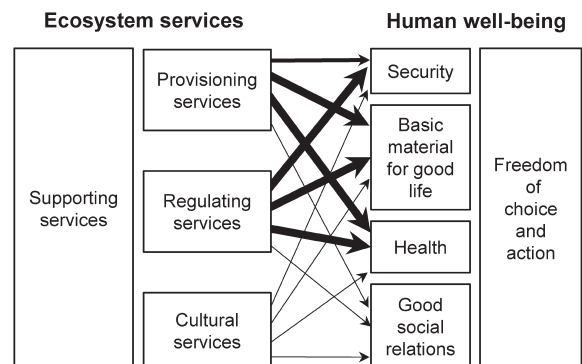 Ecosystem services
Human well-being
Supporting
services
Provisioning
services
Regulating
services
Cultural
services
Security
Basic
material
for good
life
Health
Good
social
relations
Freedom
of
choice
and
action